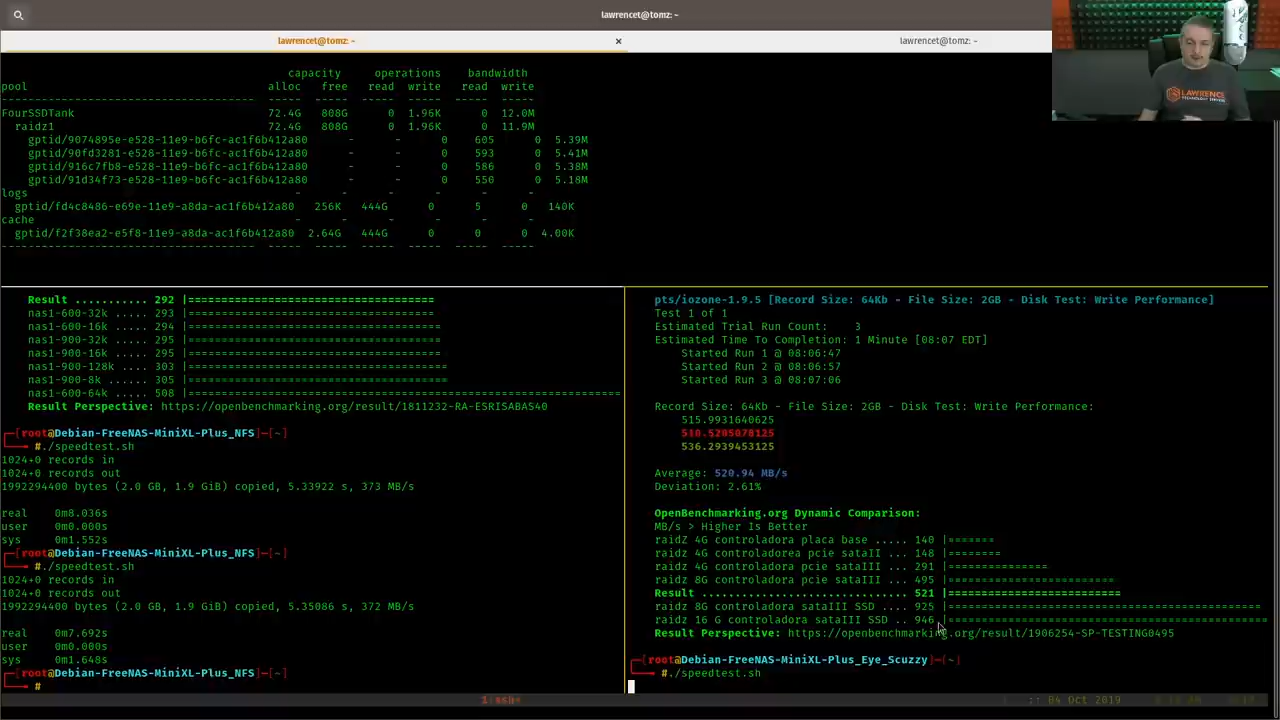 lawrencet@tomz: ~
lawrencet@tomz: ~ ×
lawrencet@tomz: ~
LAWRENCE
TECHNOLOGY SERVICES
capacity operations bandwidth
pool alloc free read write read write
---------------------------------- ----- ----- ----- ----- ----- -----
FourSSDTank 72.4G 808G 0 1.96K 0 12.0M
raidz1 72.4G 808G 0 1.96K 0 11.9M
gptid/9074895e-e528-11e9-b6fc-ac1f6b412a80 - - 0 605 0 5.39M
gptid/90fd3281-e528-11e9-b6fc-ac1f6b412a80 - - 0 593 0 5.41M
gptid/916c7fb8-e528-11e9-b6fc-ac1f6b412a80 - - 0 586 0 5.38M
gptid/91d34f73-e528-11e9-b6fc-ac1f6b412a80 - - 0 550 0 5.18M
logs - - - - - -
gptid/fd4c8486-e69e-11e9-a8da-ac1f6b412a80 256K 444G 0 5 0 140K
cache - - - - - -
gptid/f2f38ea2-e5f8-11e9-a8da-ac1f6b412a80 2.64G 444G 0 0 0 4.00K
---------------------------------- ----- ----- ----- ----- ----- -----
Result ........... 292 |=====================================
nas1-600-32k ..... 293 |=====================================
nas1-600-16k ..... 294 |======================================
nas1-900-32k ..... 295 |======================================
nas1-900-16k ..... 295 |======================================
nas1-900-128k .... 303 |=======================================
nas1-900-8k ...... 305 |=======================================
nas1-600-64k ..... 508 |=================================================================
Result Perspective: https://openbenchmarking.org/result/1811232-RA-ESRISABAS40
[root@Debian-FreeNAS-MiniXL-Plus_NFS]─[~]
#./speedtest.sh
1024+0 records in
1024+0 records out
1992294400 bytes (2.0 GB, 1.9 GiB) copied, 5.33922 s, 373 MB/s
real 0m8.036s
user 0m0.000s
sys 0m1.552s
[root@Debian-FreeNAS-MiniXL-Plus_NFS]─[~]
#./speedtest.sh
1024+0 records in
1024+0 records out
1992294400 bytes (2.0 GB, 1.9 GiB) copied, 5.35086 s, 372 MB/s
real 0m7.692s
user 0m0.000s
sys 0m1.648s
[root@Debian-FreeNAS-MiniXL-Plus_NFS]─[~]
#
pts/iozone-1.9.5 [Record Size: 64Kb - File Size: 2GB - Disk Test: Write Performance]
Test 1 of 1
Estimated Trial Run Count: 3
Estimated Time To Completion: 1 Minute [08:07 EDT]
Started Run 1 @ 08:06:47
Started Run 2 @ 08:06:57
Started Run 3 @ 08:07:06
Record Size: 64Kb - File Size: 2GB - Disk Test: Write Performance:
515.9931640625
510.5205078125
536.2939453125
Average: 520.94 MB/s
Deviation: 2.61%
OpenBenchmarking.org Dynamic Comparison:
MB/s > Higher Is Better
raidZ 4G controladora placa base ..... 140 |=======
raidz 4G controladorea pcie sataII ... 148 |========
raidz 4G controladora pcie sataIII ... 291 |===============
raidz 8G controladora pcie sataIII ... 495 |=========================
Result ............................... 521 |==========================
raidz 8G controladora sataIII SSD .... 925 |===============================================
raidz 16 G controladora sataIII SSD .. 946 |================================================
Result Perspective: https://openbenchmarking.org/result/1906254-SP-TESTING0495
[root@Debian-FreeNAS-MiniXL-Plus_Eye_Scuzzy]─[~]
#./speedtest.sh
1 ssh* :: 04 Oct 2019